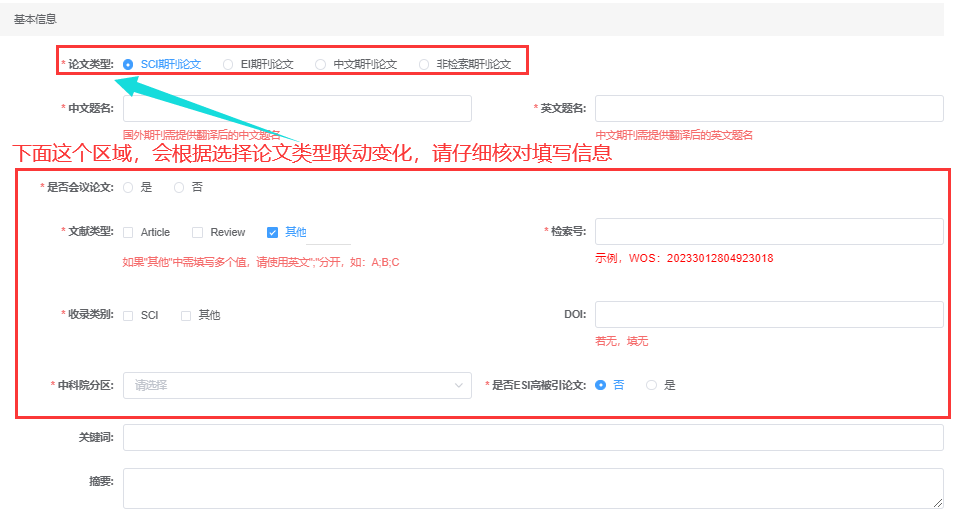 基本信息
* 论文类型: SCI期刊论文 EI期刊论文 中文期刊论文 非检索期刊论文
* 中文题名: * 英文题名:
国外期刊需提供翻译后的中文题名 中文期刊需提供翻译后的英文题名
下面这个区域，会根据选择论文类型联动变化，请仔细核对填写信息
* 是否会议论文: 是 否
* 文献类型: Article Review 其他 * 检索号:
如果"其他"中需填写多个值，请使用英文";"分开，如：A;B;C 示例，WOS：20233012804923018
* 收录类别: SCI 其他 DOI:
若无，填无
* 中科院分区: 请选择 * 是否ESI高被引论文: 否 是
关键词:
摘要: